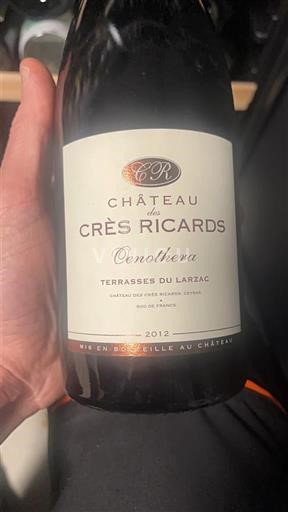 CR
CHÂTEAU
des
CRÈS RICARDS
Oenothera
TERRASSES DU LARZAC
CHÂTEAU DES CRÈS RICARDS, CEYRAS
ROG DE FRANCE
2012
MIS EN BOUTEILLE AU CHÂTEAU